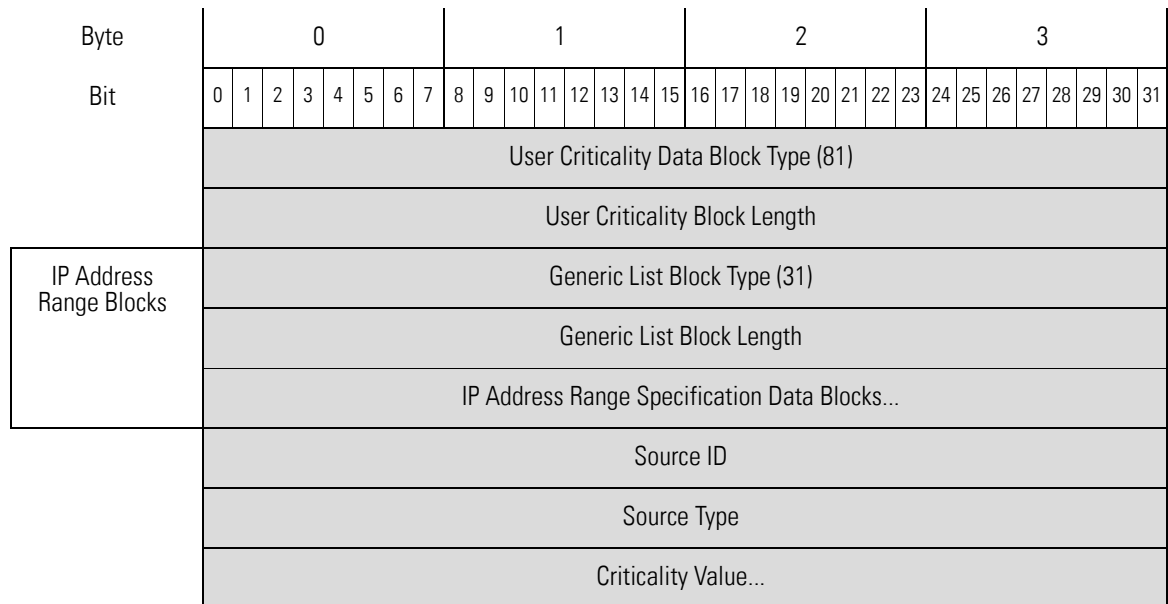 Byte 0 1 2 3
Bit 0 1 2 3 4 5 6 7 8 9 10 11 12 13 14 15 16 17 18 19 20 21 22 23 24 25 26 27 28 29 30 31
User Criticality Data Block Type (81)
User Criticality Block Length
IP Address
Range Blocks
Generic List Block Type (31)
Generic List Block Length
IP Address Range Specification Data Blocks...
Source ID
Source Type
Criticality Value...